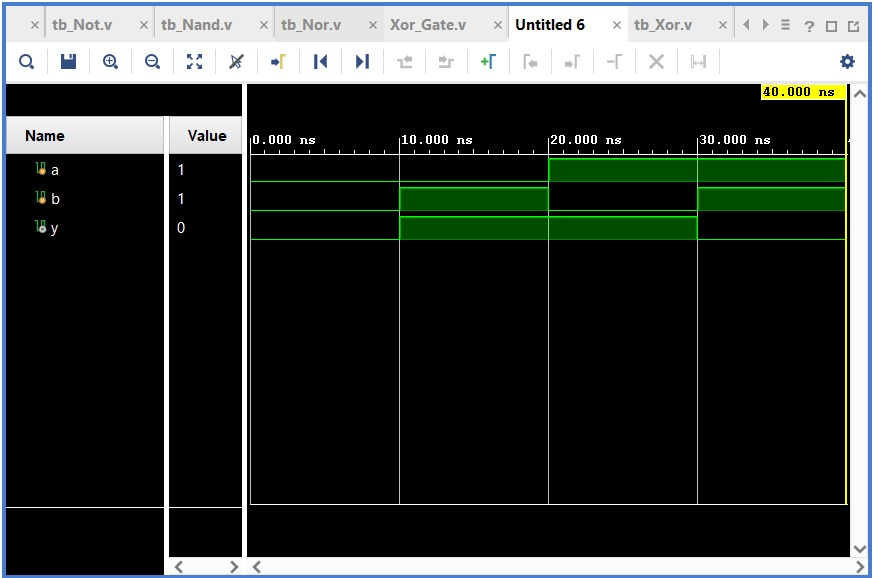 tb_Not.v tb_Nand.v tb_Nor.v Xor_Gate.v Untitled 6 tb_Xor.v
40.000 ns
Name Value 0.000 ns 10.000 ns 20.000 ns 30.000 ns
a 1
b 1
y 0